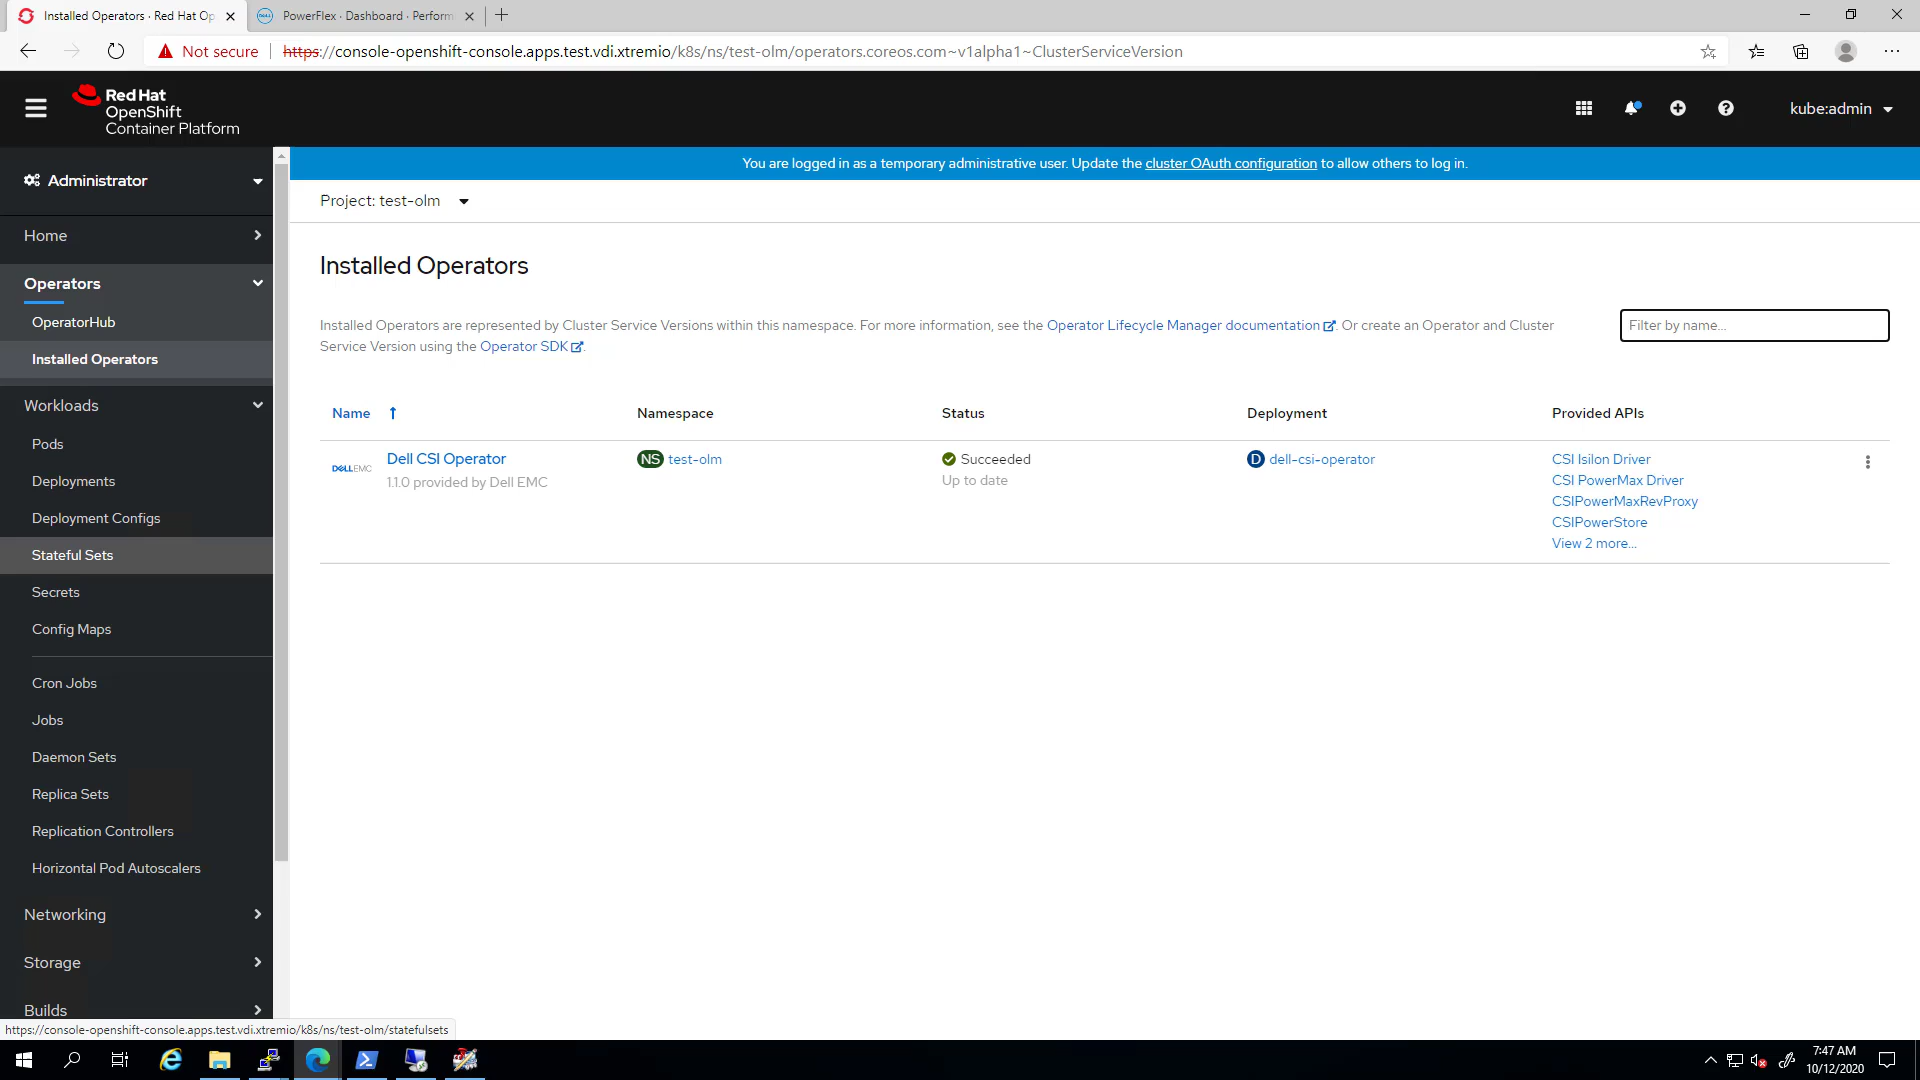 Installed Operators · Red Hat Op
PowerFlex - Dashboard - Perform
Not secure
https://console-openshift-console.apps.test.vdi.xtremio/k8s/ns/test-olm/operators.coreos.com~v1alpha1~ClusterServiceVersion
Red Hat
OpenShift
Container Platform
kube:admin
Administrator
You are logged in as a temporary administrative user. Update the cluster OAuth configuration to allow others to log in.
Project: test-olm
Home
Operators
OperatorHub
Installed Operators
Workloads
Pods
Deployments
Deployment Configs
Stateful Sets
Secrets
Config Maps
Cron Jobs
Jobs
Daemon Sets
Replica Sets
Replication Controllers
Horizontal Pod Autoscalers
Networking
Storage
Builds
Installed Operators
Installed Operators are represented by Cluster Service Versions within this namespace. For more information, see the Operator Lifecycle Manager documentation. Or create an Operator and Cluster
Service Version using the Operator SDK.
Filter by name...
Name Namespace Status Deployment Provided APIs
DELLEMC
Dell CSI Operator
1.1.0 provided by Dell EMC
NS test-olm
Succeeded
Up to date
D dell-csi-operator
CSI Isilon Driver
CSI PowerMax Driver
CSIPowerMaxRevProxy
CSIPowerStore
View 2 more...
https://console-openshift-console.apps.test.vdi.xtremio/k8s/ns/test-olm/statefulsets
7:47 AM
10/12/2020